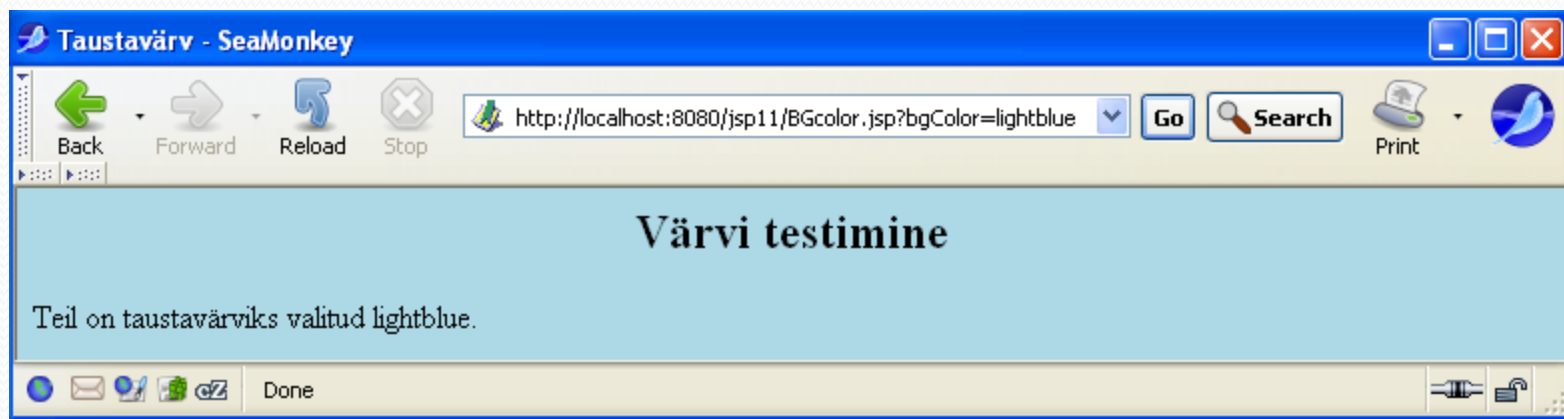 Taustavärv - SeaMonkey
Back Forward Reload Stop http://localhost:8080/jsp11/BGcolor.jsp?bgColor=lightblue Go Search Print
Värvi testimine
Teil on taustavärviks valitud lightblue.
Done